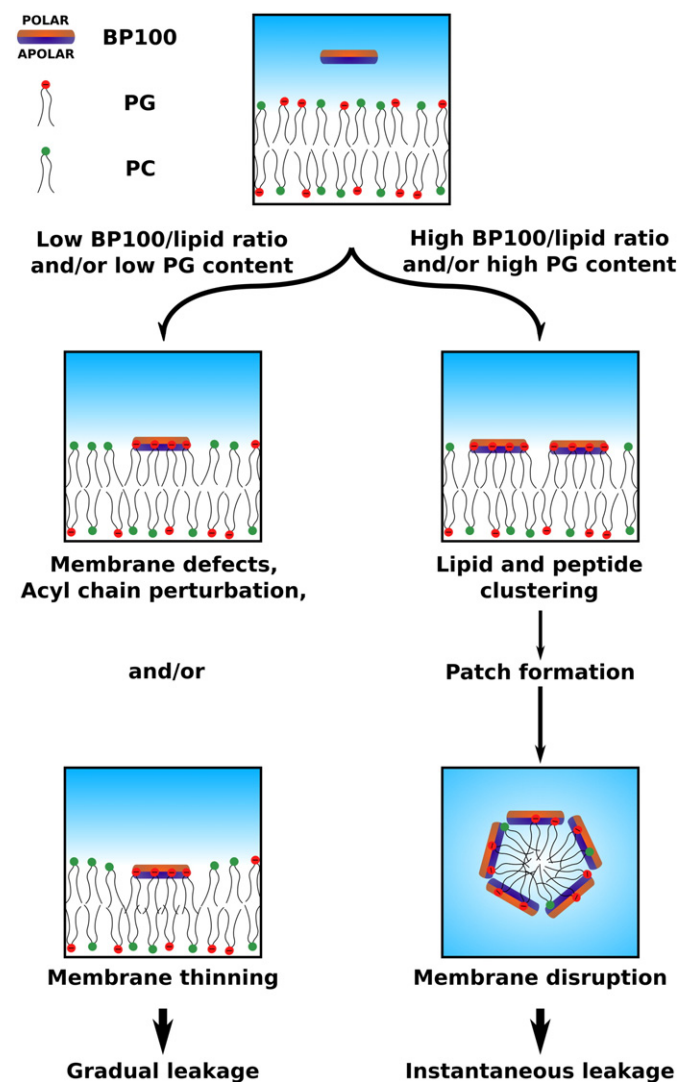 POLAR
BP100
APOLAR
PG
PC
Low BP100/lipid ratio
and/or low PG content
High BP100/lipid ratio
and/or high PG content
Membrane defects,
Acyl chain perturbation,
Lipid and peptide
clustering
and/or
Patch formation
Membrane thinning
Membrane disruption
Gradual leakage
Instantaneous leakage